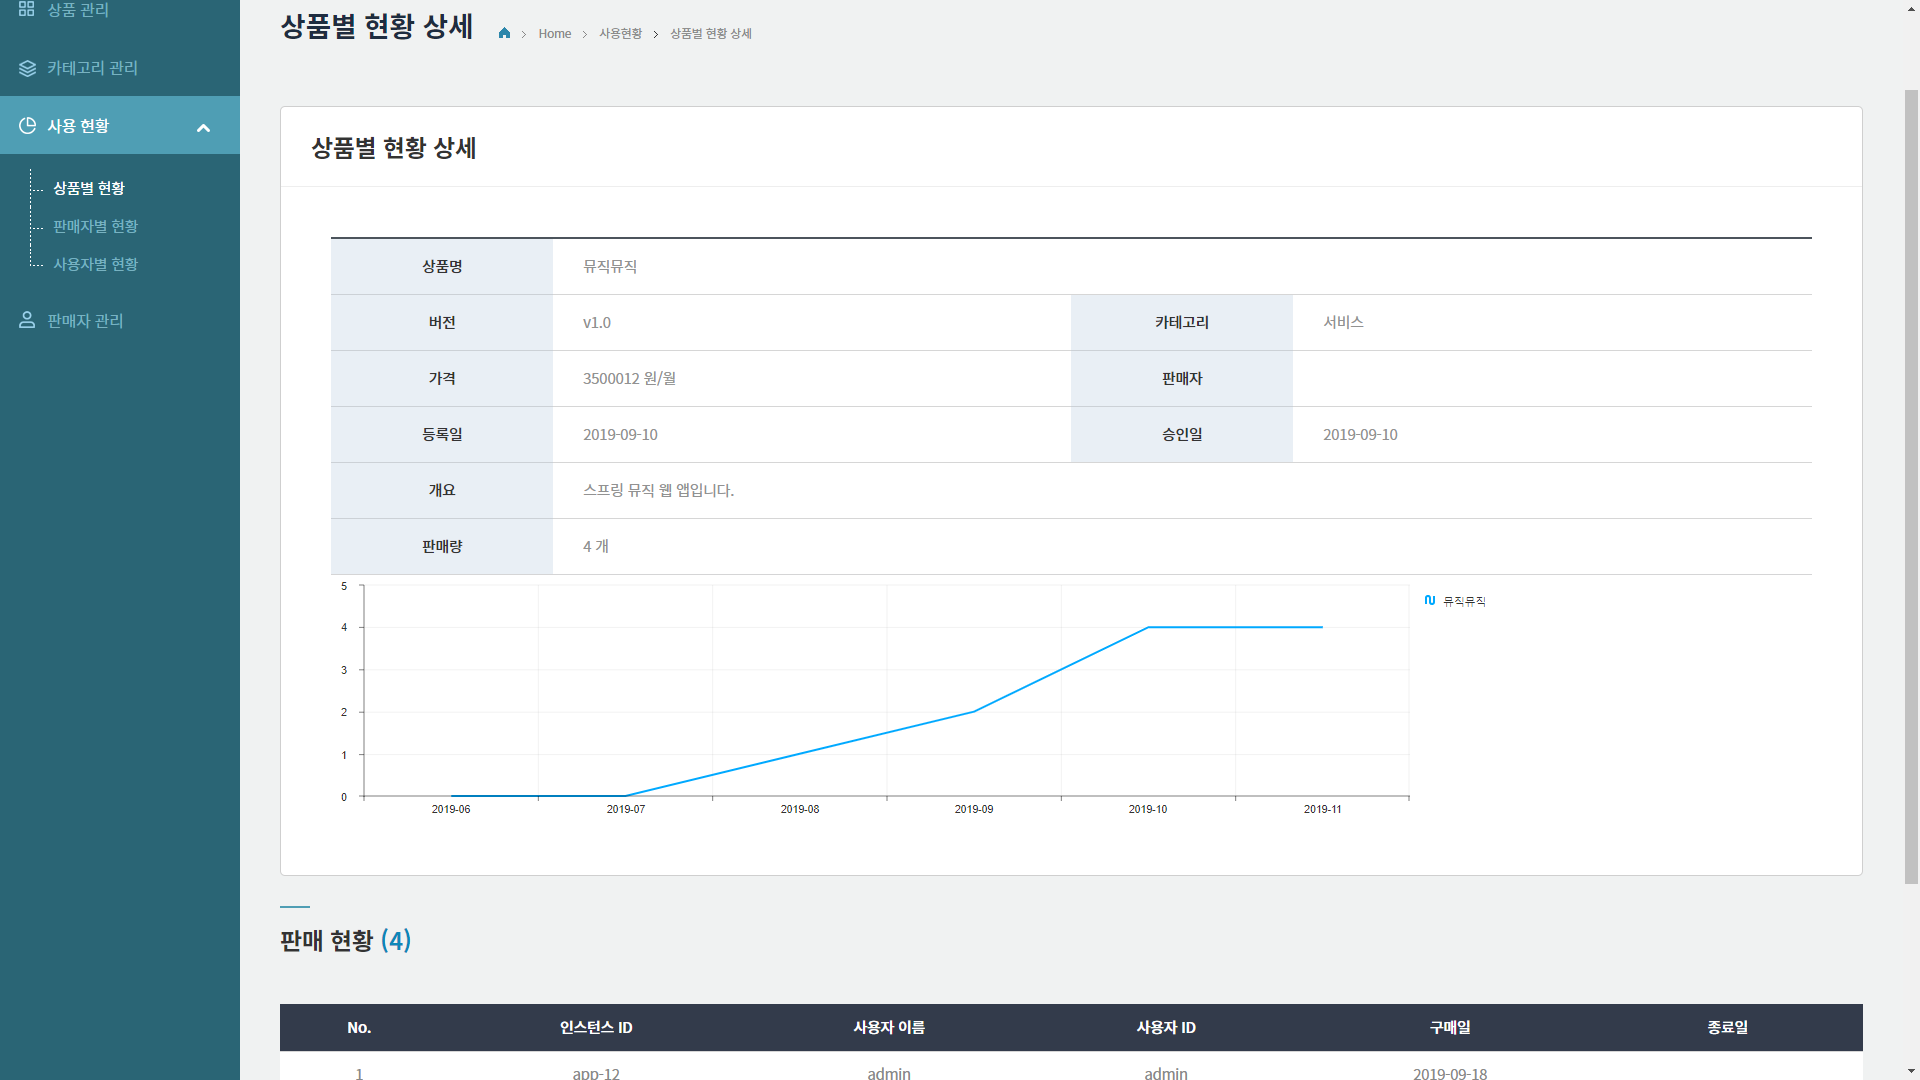 상품 관리
카테고리 관리
사용 현황
상품별 현황
판매자별 현황
사용자별 현황
판매자 관리
상품별 현황 상세
Home
사용현황
상품별 현황 상세
상품별 현황 상세
상품명 뮤직뮤직
버전 v1.0 카테고리 서비스
가격 3500012 원/월 판매자
등록일 2019-09-10 승인일 2019-09-10
개요 스프링 뮤직 웹 앱입니다.
판매량 4 개
5
4
3
2
1
0
2019-06 2019-07 2019-08 2019-09 2019-10 2019-11
뮤직뮤직
판매 현황 (4)
No. 인스턴스 ID 사용자 이름 사용자 ID 구매일 종료일
1 app-12 admin admin 2019-09-18